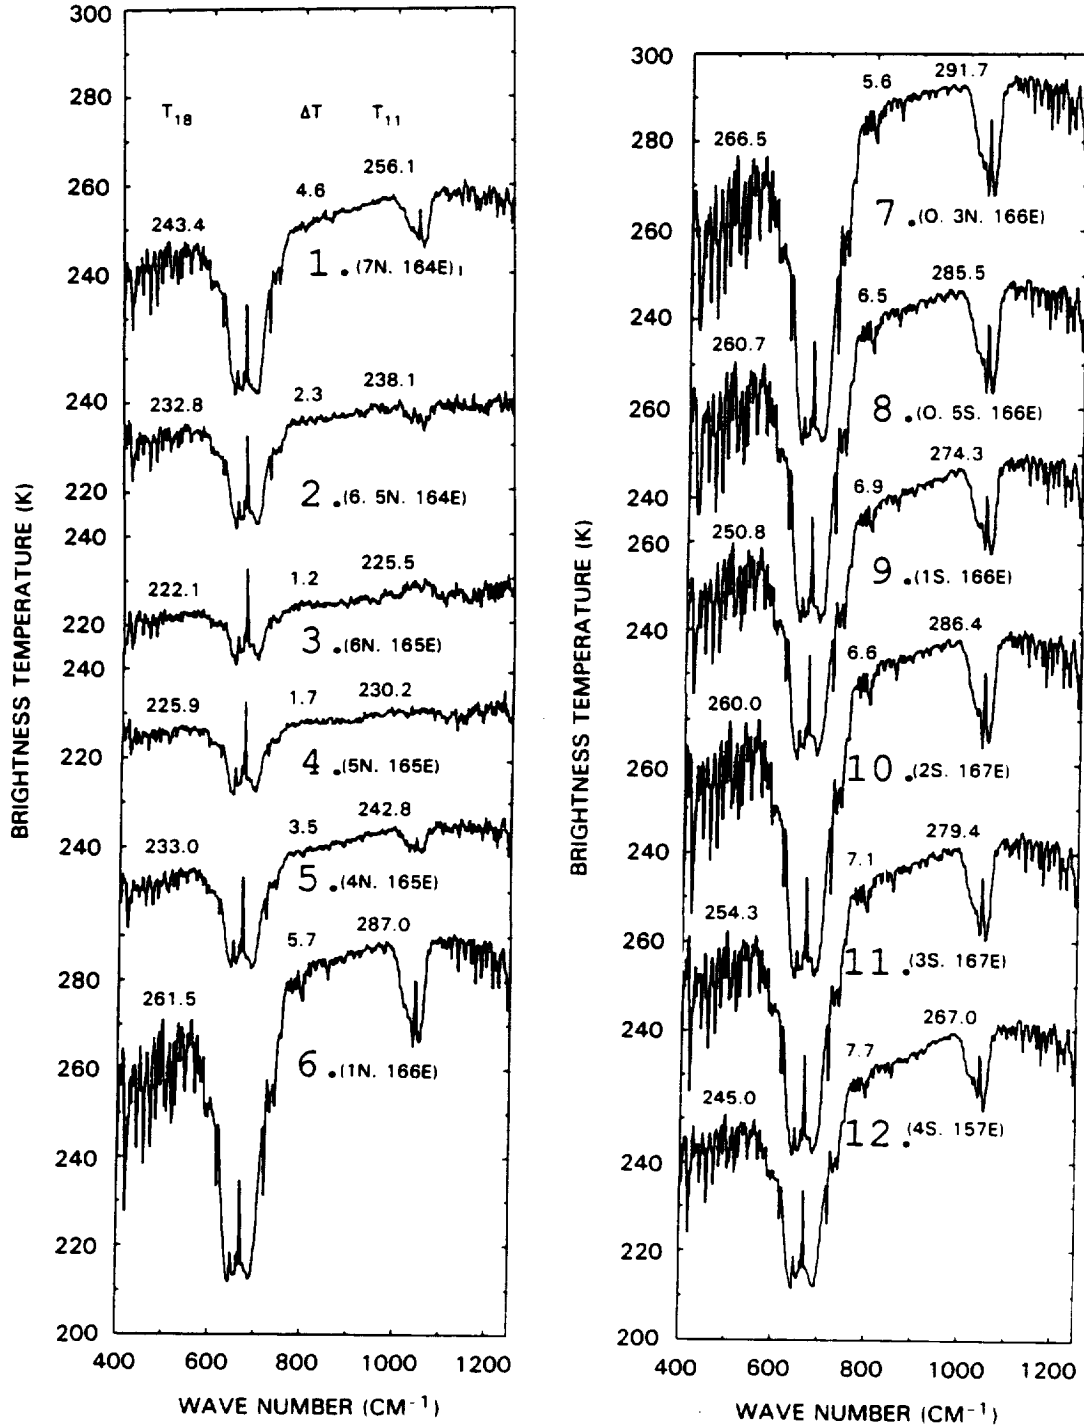 300
280
T18 ΔT T11
260
4.6 256.1
243.4
240
1. (7N. 164E)
240
232.8 2.3 238.1
220
2. (6. 5N. 164E)
240
222.1 1.2 225.5
220
3. (6N. 165E)
240
225.9 1.7 230.2
220
4. (5N. 165E)
240
233.0 3.5 242.8
5. (4N. 165E)
5.7 287.0
280
261.5
260
6. (1N. 166E)
240
220
200
400 600 800 1000 1200
WAVE NUMBER (CM-1)
BRIGHTNESS TEMPERATURE (K)
300
5.6 291.7
280
266.5
260
7. (0. 3N. 166E)
240
260.7 6.5 285.5
260
8. (0. 5S. 166E)
240
6.9 274.3
260
250.8
9. (1S. 166E)
240
6.6 286.4
260.0
260
10. (2S. 167E)
240
7.1 279.4
254.3
260
11. (3S. 167E)
240
7.7 267.0
245.0
240
12. (4S. 157E)
220
200
400 600 800 1000 1200
WAVE NUMBER (CM-1)
BRIGHTNESS TEMPERATURE (K)